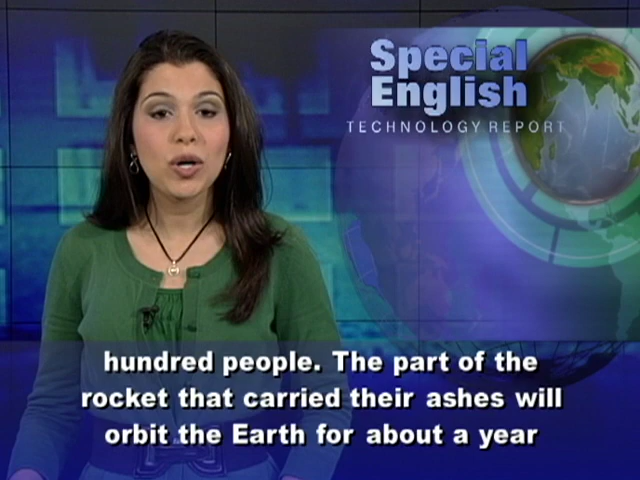 Special
English
TECHNOLOGY REPORT
hundred people. The part of the
rocket that carried their ashes will
orbit the Earth for about a year